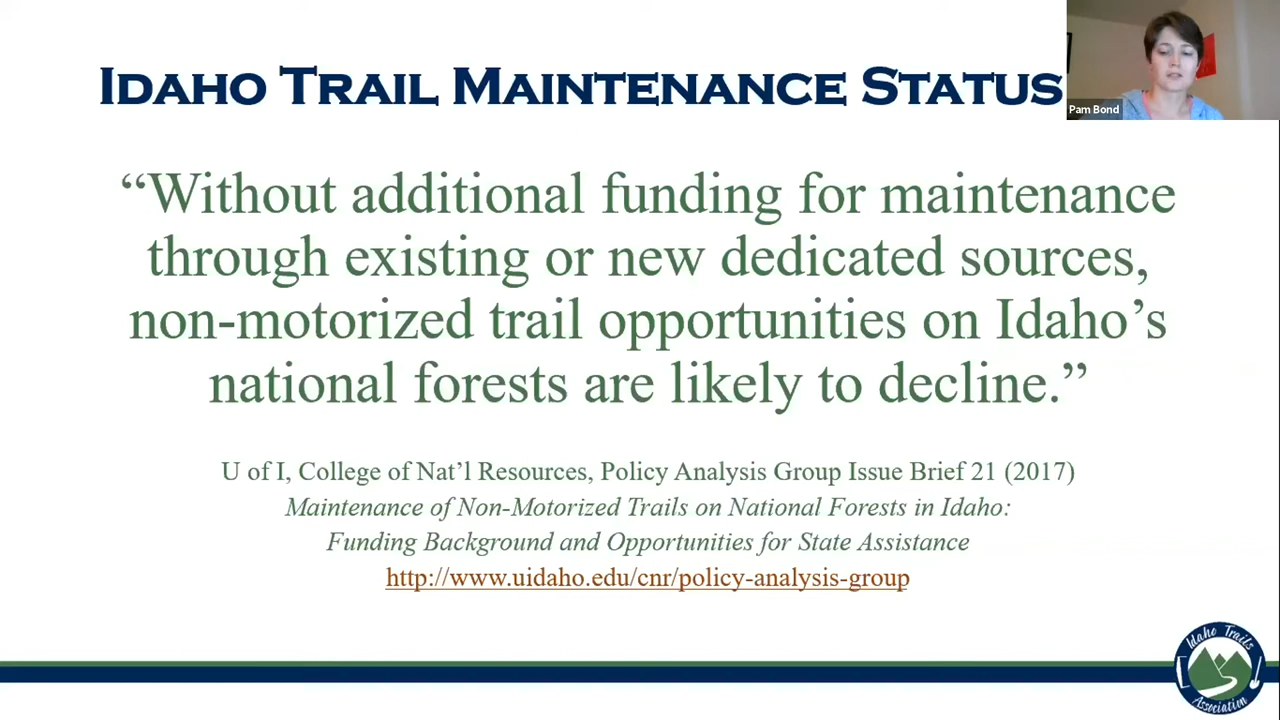 IDAHO TRAIL MAINTENANCE STATUS
Pam Bond
“Without additional funding for maintenance
through existing or new dedicated sources,
non-motorized trail opportunities on Idaho’s
national forests are likely to decline.”
U of I, College of Nat’l Resources, Policy Analysis Group Issue Brief 21 (2017)
Maintenance of Non-Motorized Trails on National Forests in Idaho:
Funding Background and Opportunities for State Assistance
http://www.uidaho.edu/cnr/policy-analysis-group
Idaho Trails
Association